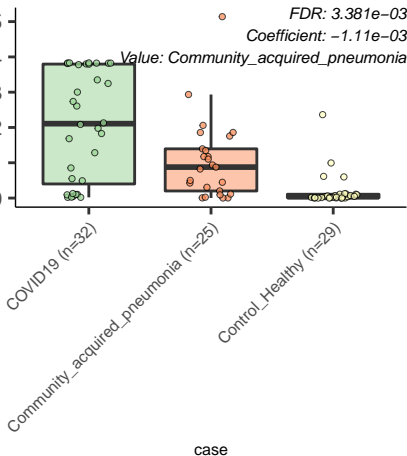 FDR: 3.381e−03
Coefficient: −1.11e−03
Value: Community_acquired_pneumonia
COVID19 (n=32)
Community_acquired_pneumonia (n=25)
Control_Healthy (n=29)
case